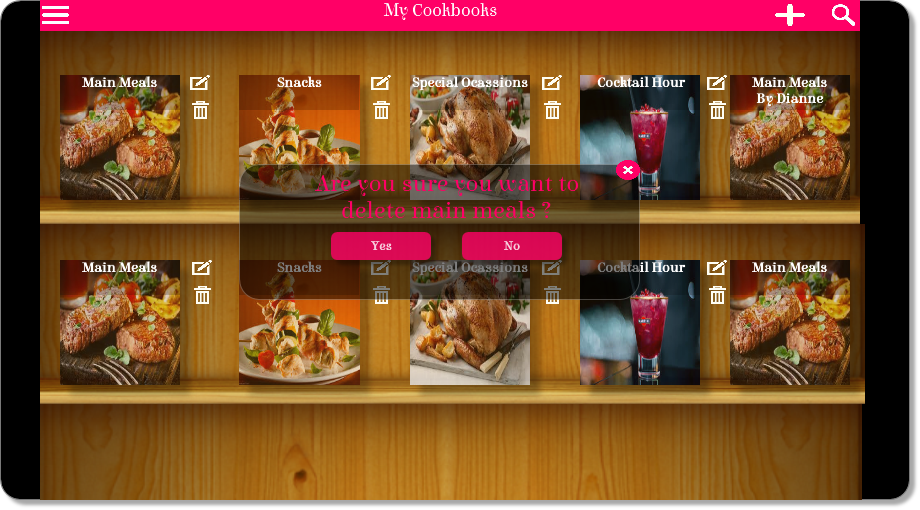 My Cookbooks
Main Meals
Snacks
Special Ocassions
Cocktail Hour
Main Meals
By Dianne
Are you sure you want to
delete main meals ?
Yes
No
Main Meals
Snacks
Special Ocassions
Cocktail Hour
Main Meals